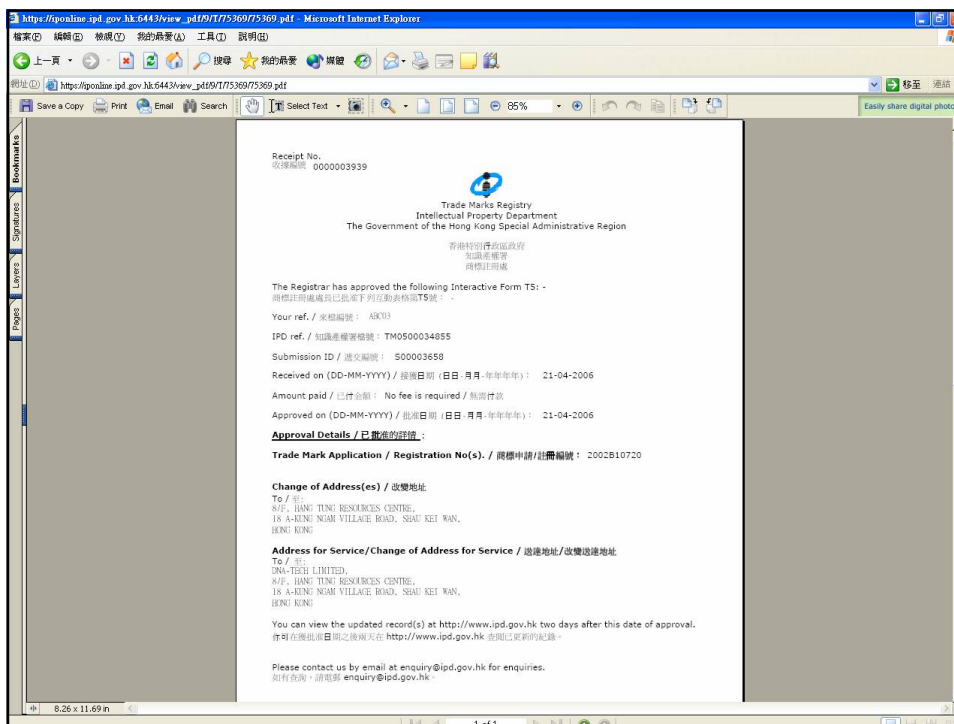 https://iponline.ipd.gov.hk:6443/view_pdf/9/T/75369/75369.pdf - Microsoft Internet Explorer
檔案(F) 編輯(E) 檢視(V) 我的最愛(A) 工具(T) 說明(H)
上一頁 搜尋 我的最愛 媒體
網址(D) https://iponline.ipd.gov.hk:6443/view_pdf/9/T/75369/75369.pdf 移至 連結
Save a Copy Print Email Search Select Text 85% Easily share digital photo
Bookmarks
Signatures
Layers
Pages
Receipt No.
收據編號 0000003939
Trade Marks Registry
Intellectual Property Department
The Government of the Hong Kong Special Administrative Region
香港特別行政區政府
知識產權署
商標註冊處
The Registrar has approved the following Interactive Form T5: -
商標註冊處處長已批准下列互動表格第T5號： -
Your ref. / 來檔編號： ABC03
IPD ref. / 知識產權署檔號：TM0500034855
Submission ID / 遞交編號： S00003658
Received on (DD-MM-YYYY) / 接獲日期 (日日-月月-年年年年)： 21-04-2006
Amount paid / 已付金額： No fee is required / 無需付款
Approved on (DD-MM-YYYY) / 批准日期 (日日-月月-年年年年)： 21-04-2006
Approval Details / 已批准的詳情 :
Trade Mark Application / Registration No(s). / 商標申請/註冊編號： 2002B10720
Change of Address(es) / 改變地址
To / 至:
8/F, HANG TUNG RESOURCES CENTRE,
18 A-KUNG NGAM VILLAGE ROAD, SHAU KEI WAN,
HONG KONG
Address for Service/Change of Address for Service / 送達地址/改變送達地址
To / 至:
DNA-TECH LIMITED,
8/F, HANG TUNG RESOURCES CENTRE,
18 A-KUNG NGAM VILLAGE ROAD, SHAU KEI WAN,
HONG KONG
You can view the updated record(s) at http://www.ipd.gov.hk two days after this date of approval.
你可在獲批准日期之後兩天在 http://www.ipd.gov.hk 查閱已更新的紀錄。
Please contact us by email at enquiry@ipd.gov.hk for enquiries.
如有查詢，請電郵 enquiry@ipd.gov.hk。
8.26 x 11.69 in
1 of 1